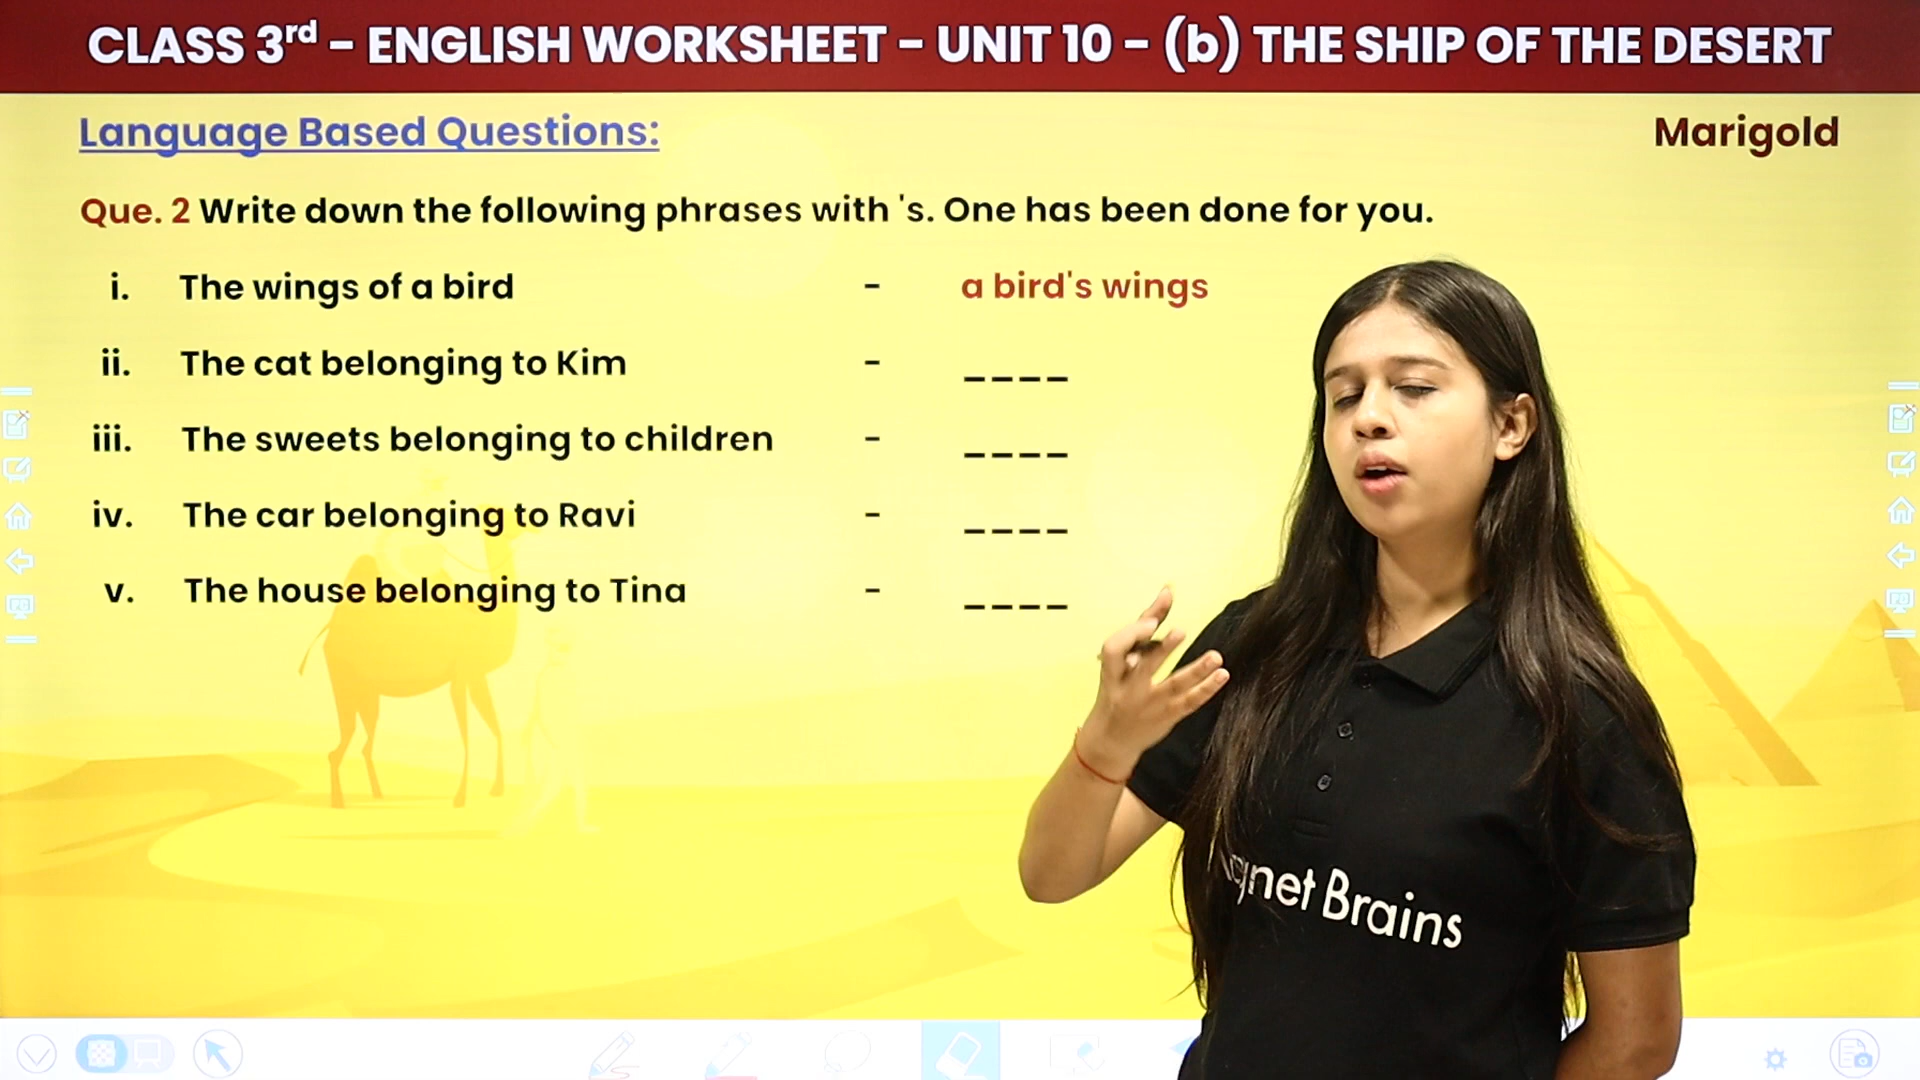 CLASS 3rd - ENGLISH WORKSHEET - UNIT 10 - (b) THE SHIP OF THE DESERT
Language Based Questions:
Marigold
Que. 2 Write down the following phrases with 's. One has been done for you.
i. The wings of a bird - a bird's wings
ii. The cat belonging to Kim - ____
iii. The sweets belonging to children - ____
iv. The car belonging to Ravi - ____
v. The house belonging to Tina - ____
gnet Brains